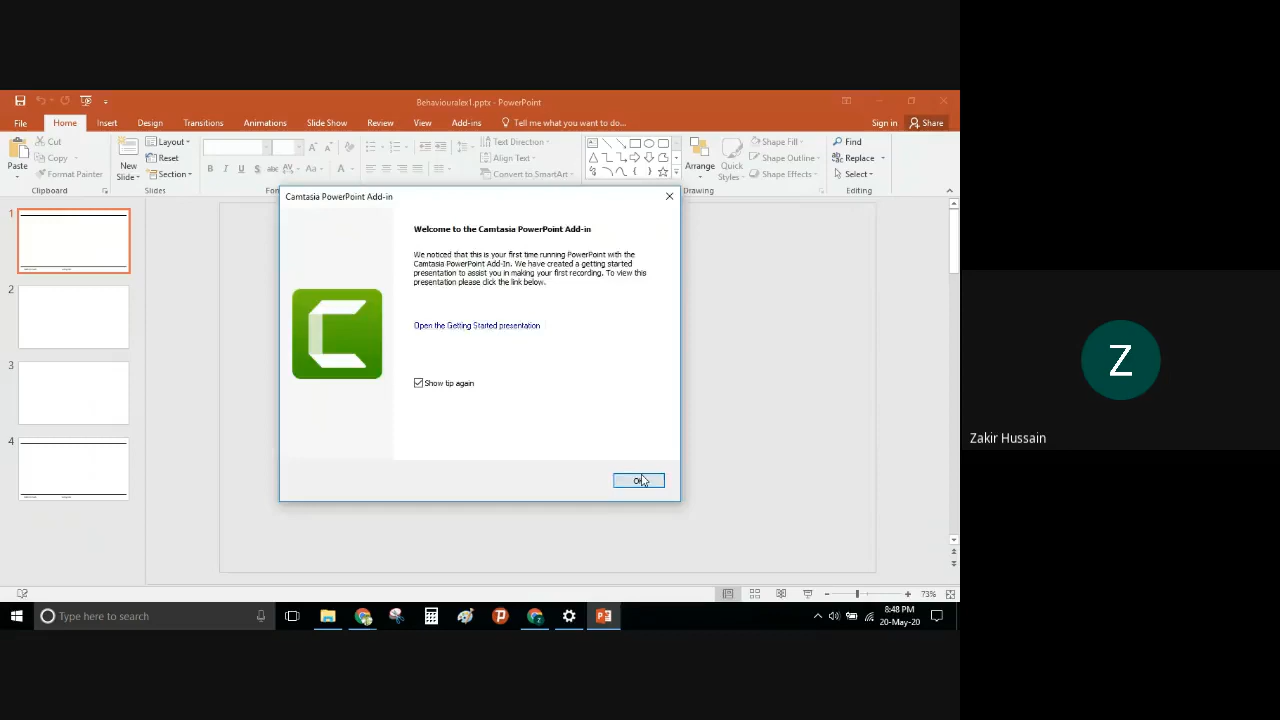 Behaviouralex1.pptx - PowerPoint
File Home Insert Design Transitions Animations Slide Show Review View Add-ins Tell me what you want to do... Sign in Share
Paste
Cut
Copy
Format Painter
Clipboard
New
Slide
Layout
Reset
Section
Slides
B I U S abc AV Aa A
Fon
Text Direction
Align Text
Convert to SmartArt
Arrange
Quick
Styles
Shape Fill
Shape Outline
Shape Effects
Drawing
Find
Replace
Select
Editing
1
2
3
4
Camtasia PowerPoint Add-in
Welcome to the Camtasia PowerPoint Add-in
We noticed that this is your first time running PowerPoint with the
Camtasia PowerPoint Add-In. We have created a getting started
presentation to assist you in making your first recording. To view this
presentation please click the link below.
Open the Getting Started presentation
Show tip again
73%
Type here to search
8:48 PM
20-May-20
Z
Zakir Hussain